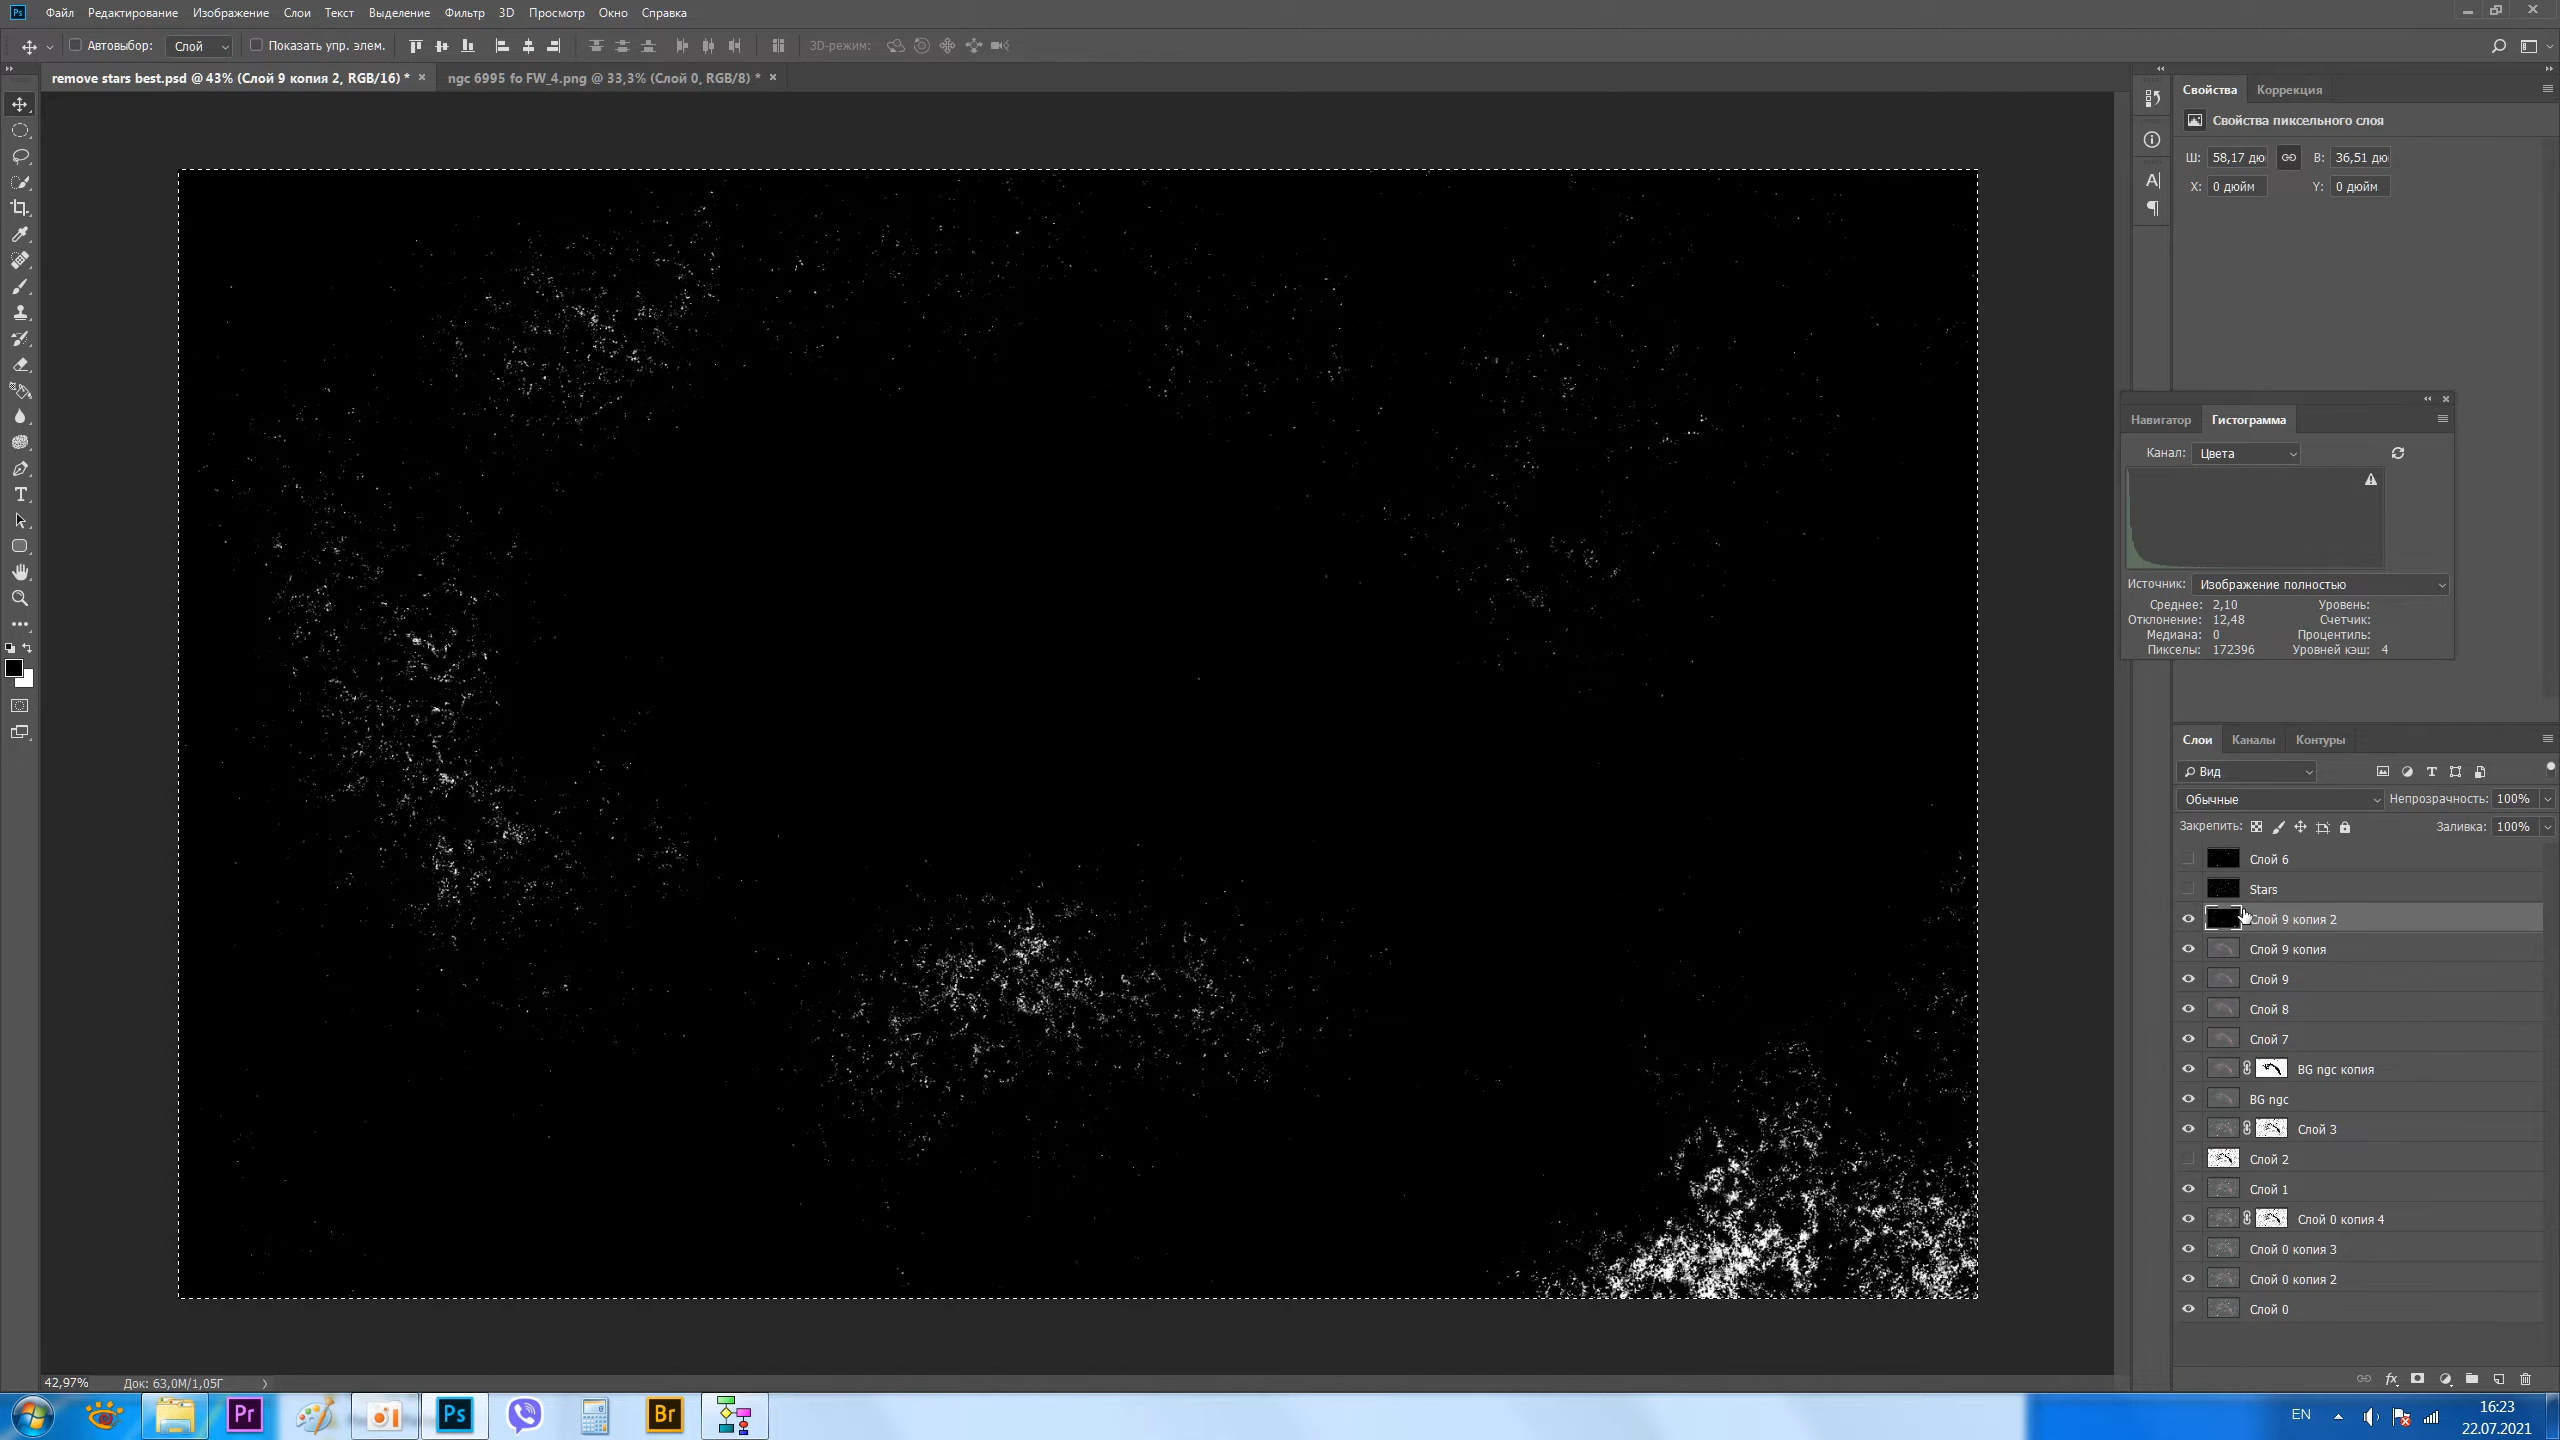 Ps Файл Редактирование Изображение Слои Текст Выделение Фильтр 3D Просмотр Окно Справка
Автовыбор: Слой Показать упр. элем. 3D-режим:
remove stars best.psd @ 43% (Слой 9 копия 2, RGB/16) * ngc 6995 fo FW_4.png @ 33,3% (Слой 0, RGB/8) *
Свойства Коррекция
Свойства пиксельного слоя
Ш: 58,17 дю В: 36,51 дю
X: 0 дюйм Y: 0 дюйм
Навигатор Гистограмма
Канал: Цвета
Источник: Изображение полностью
Среднее: 2,10 Уровень:
Отклонение: 12,48 Счетчик:
Медиана: 0 Процентиль:
Пикселы: 172396 Уровней кэш: 4
Слои Каналы Контуры
Вид
Обычные Непрозрачность: 100%
Закрепить: Заливка: 100%
Слой 6
Stars
Слой 9 копия 2
Слой 9 копия
Слой 9
Слой 8
Слой 7
BG ngc копия
BG ngc
Слой 3
Слой 2
Слой 1
Слой 0 копия 4
Слой 0 копия 3
Слой 0 копия 2
Слой 0
fx
42,97% Док: 63,0M/1,05Г
Pr Ps Br EN 16:23
22.07.2021